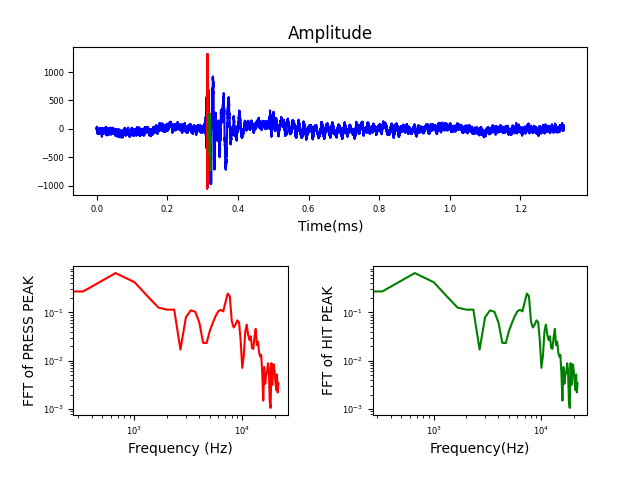 Amplitude
1000
500
0
−500
−1000
0.0 0.2 0.4 0.6 0.8 1.0 1.2
Time(ms)
FFT of PRESS PEAK
10⁻¹
10⁻²
10⁻³
10³ 10⁴
Frequency (Hz)
FFT of HIT PEAK
10⁻¹
10⁻²
10⁻³
10³ 10⁴
Frequency(Hz)